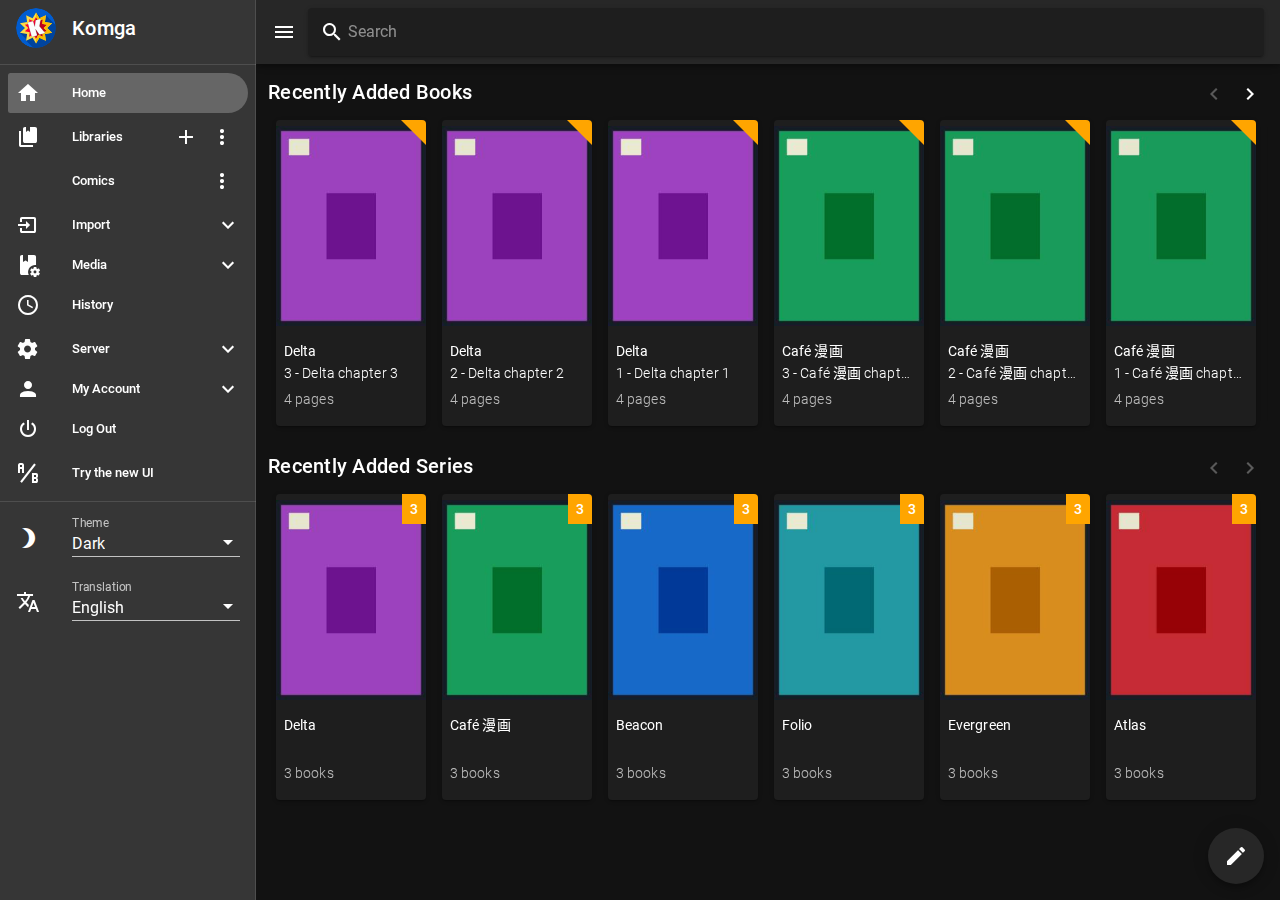 Komga
Search
Home
Libraries
Comics
Import
Media
History
Server
My Account
Log Out
Try the new UI
Theme
Dark
Translation
English
Recently Added Books
Delta
3 - Delta chapter 3
4 pages
Delta
2 - Delta chapter 2
4 pages
Delta
1 - Delta chapter 1
4 pages
Café 漫画
3 - Café 漫画 chapt...
4 pages
Café 漫画
2 - Café 漫画 chapt...
4 pages
Café 漫画
1 - Café 漫画 chapt...
4 pages
Recently Added Series
3
Delta
3 books
3
Café 漫画
3 books
3
Beacon
3 books
3
Folio
3 books
3
Evergreen
3 books
3
Atlas
3 books